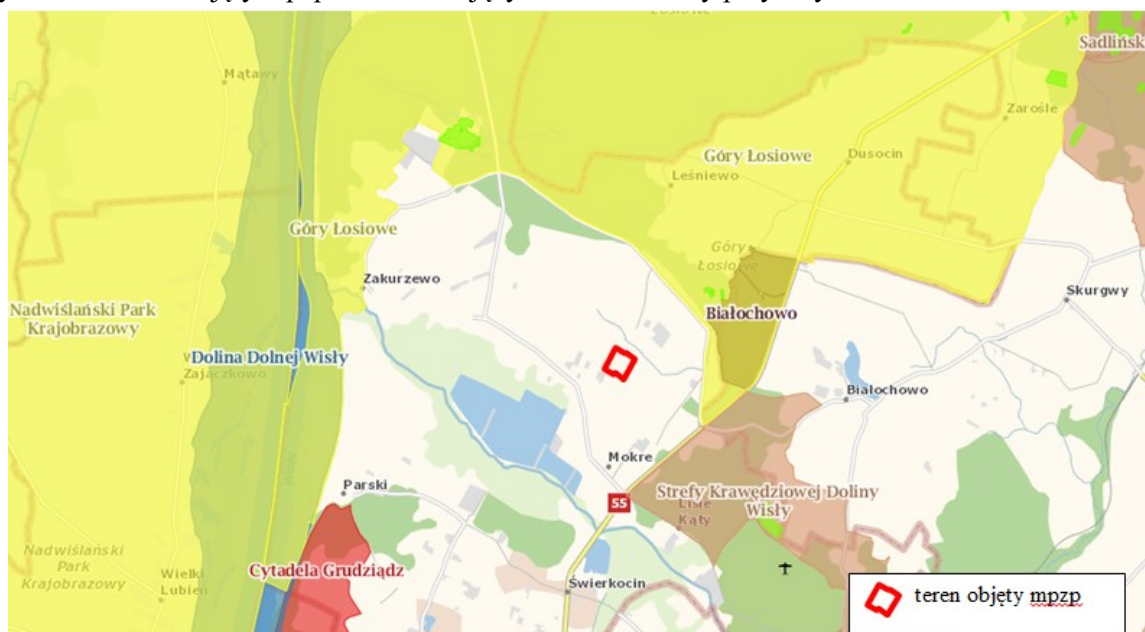 Mątawy
Sadlińsk
Zarośle
Góry Łosiowe
Dusocin
Leśniewo
Góry Łosiowe
Góry
Łosiowe
Zakurzewo
Skurgwy
Nadwiślański Park
Krajobrazowy
Białochowo
Dolina Dolnej Wisły
Zajączkowo
Białochowo
Mokre
Parski
55
Strefy Krawędziowej Doliny
Wisły
Lisie
Kąty
Nadwiślański
Park
Krajobrazowy
Wielki
Lubień
Cytadela Grudziądz
Świerkocin
teren objęty mpzp